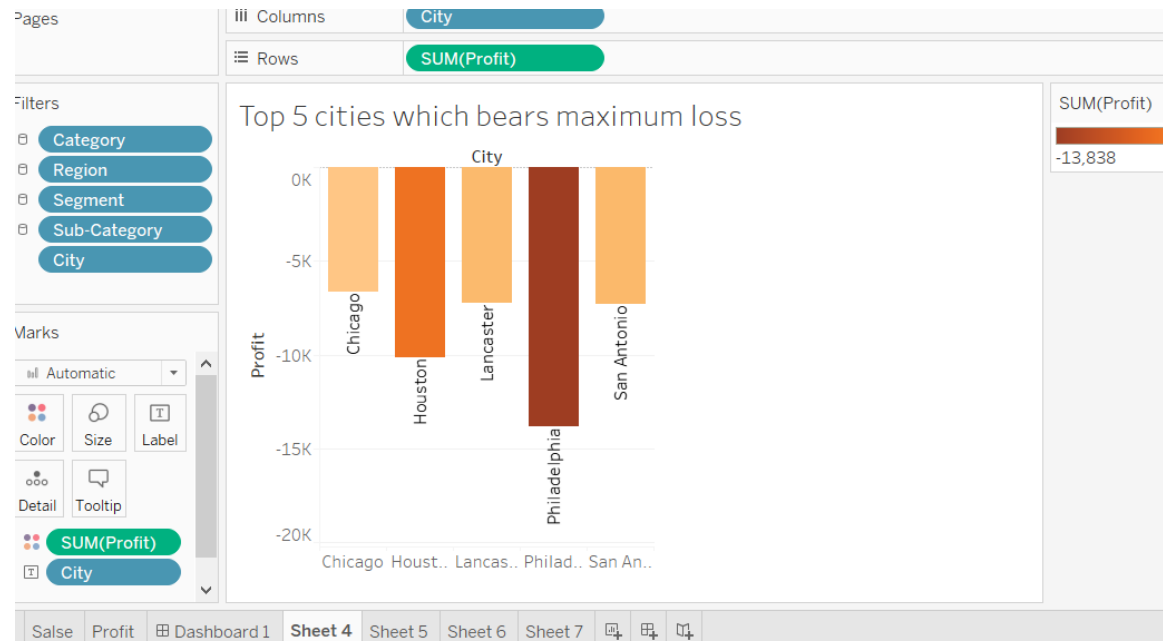 Pages
Columns
City
Rows
SUM(Profit)
Filters
Category
Region
Segment
Sub-Category
City
Marks
Automatic
Color
Size
Label
Detail
Tooltip
SUM(Profit)
City
Top 5 cities which bears maximum loss
City
0K
-5K
-10K
-15K
-20K
Profit
Chicago
Houston
Lancaster
Philadelphia
San Antonio
Chicago Houst.. Lancas.. Philad.. San An..
SUM(Profit)
-13,838
Salse Profit Dashboard 1 Sheet 4 Sheet 5 Sheet 6 Sheet 7